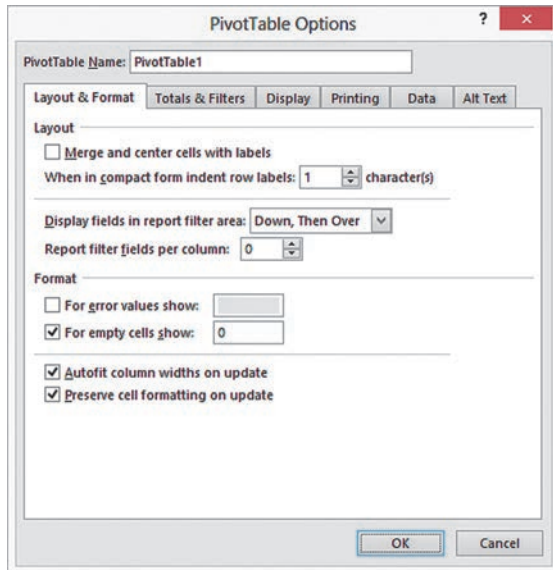 PivotTable Options ?
PivotTable Name: PivotTable1
Layout & Format Totals & Filters Display Printing Data Alt Text
Layout
Merge and center cells with labels
When in compact form indent row labels: 1 character(s)
Display fields in report filter area: Down, Then Over
Report filter fields per column: 0
Format
For error values show:
For empty cells show: 0
Autofit column widths on update
Preserve cell formatting on update
OK Cancel